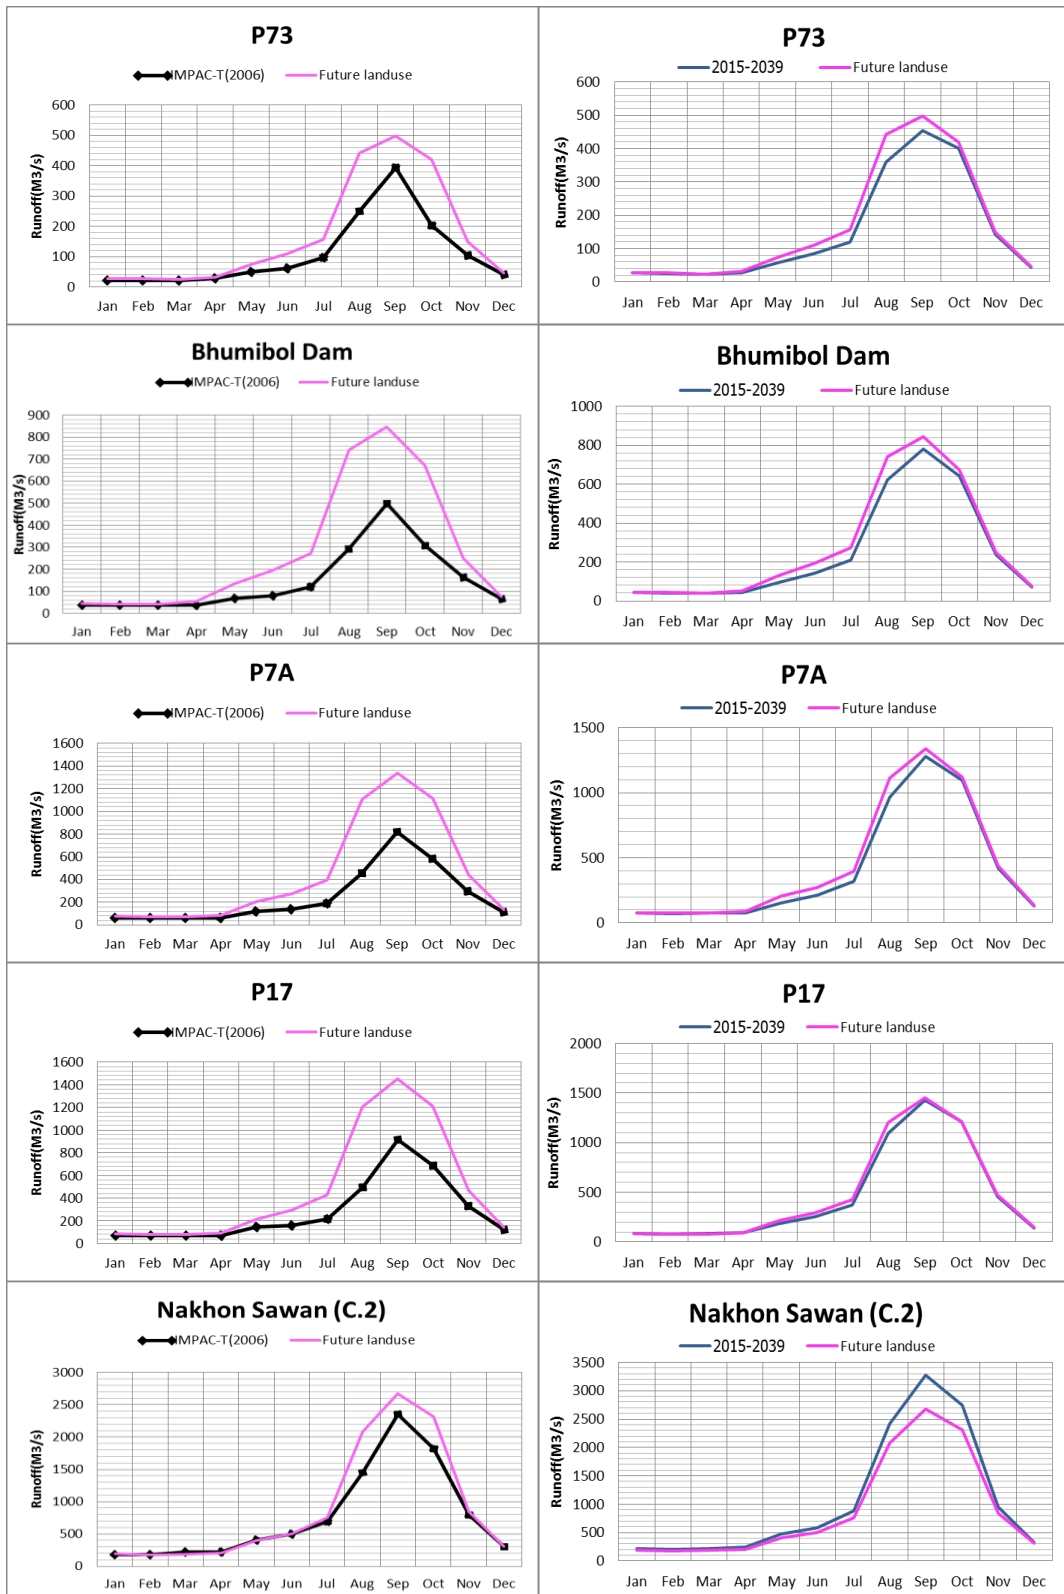 P73
IMPAC-T(2006) Future landuse
Runoff(M3/s)
600
500
400
300
200
100
0
Jan Feb Mar Apr May Jun Jul Aug Sep Oct Nov Dec
P73
2015-2039 Future landuse
Runoff(M3/s)
600
500
400
300
200
100
0
Jan Feb Mar Apr May Jun Jul Aug Sep Oct Nov Dec
Bhumibol Dam
IMPAC-T(2006) Future landuse
Runoff(M3/s)
900
800
700
600
500
400
300
200
100
0
Jan Feb Mar Apr May Jun Jul Aug Sep Oct Nov Dec
Bhumibol Dam
2015-2039 Future landuse
Runoff(M3/s)
1000
800
600
400
200
0
Jan Feb Mar Apr May Jun Jul Aug Sep Oct Nov Dec
P7A
IMPAC-T(2006) Future landuse
Runoff(M3/s)
1600
1400
1200
1000
800
600
400
200
0
Jan Feb Mar Apr May Jun Jul Aug Sep Oct Nov Dec
P7A
2015-2039 Future landuse
Runoff(M3/s)
1500
1000
500
0
Jan Feb Mar Apr May Jun Jul Aug Sep Oct Nov Dec
P17
IMPAC-T(2006) Future landuse
Runoff(M3/s)
1600
1400
1200
1000
800
600
400
200
0
Jan Feb Mar Apr May Jun Jul Aug Sep Oct Nov Dec
P17
2015-2039 Future landuse
Runoff(M3/s)
2000
1500
1000
500
0
Jan Feb Mar Apr May Jun Jul Aug Sep Oct Nov Dec
Nakhon Sawan (C.2)
IMPAC-T(2006) Future landuse
Runoff(M3/s)
3000
2500
2000
1500
1000
500
0
Jan Feb Mar Apr May Jun Jul Aug Sep Oct Nov Dec
Nakhon Sawan (C.2)
2015-2039 Future landuse
Runoff(M3/s)
3500
3000
2500
2000
1500
1000
500
0
Jan Feb Mar Apr May Jun Jul Aug Sep Oct Nov Dec